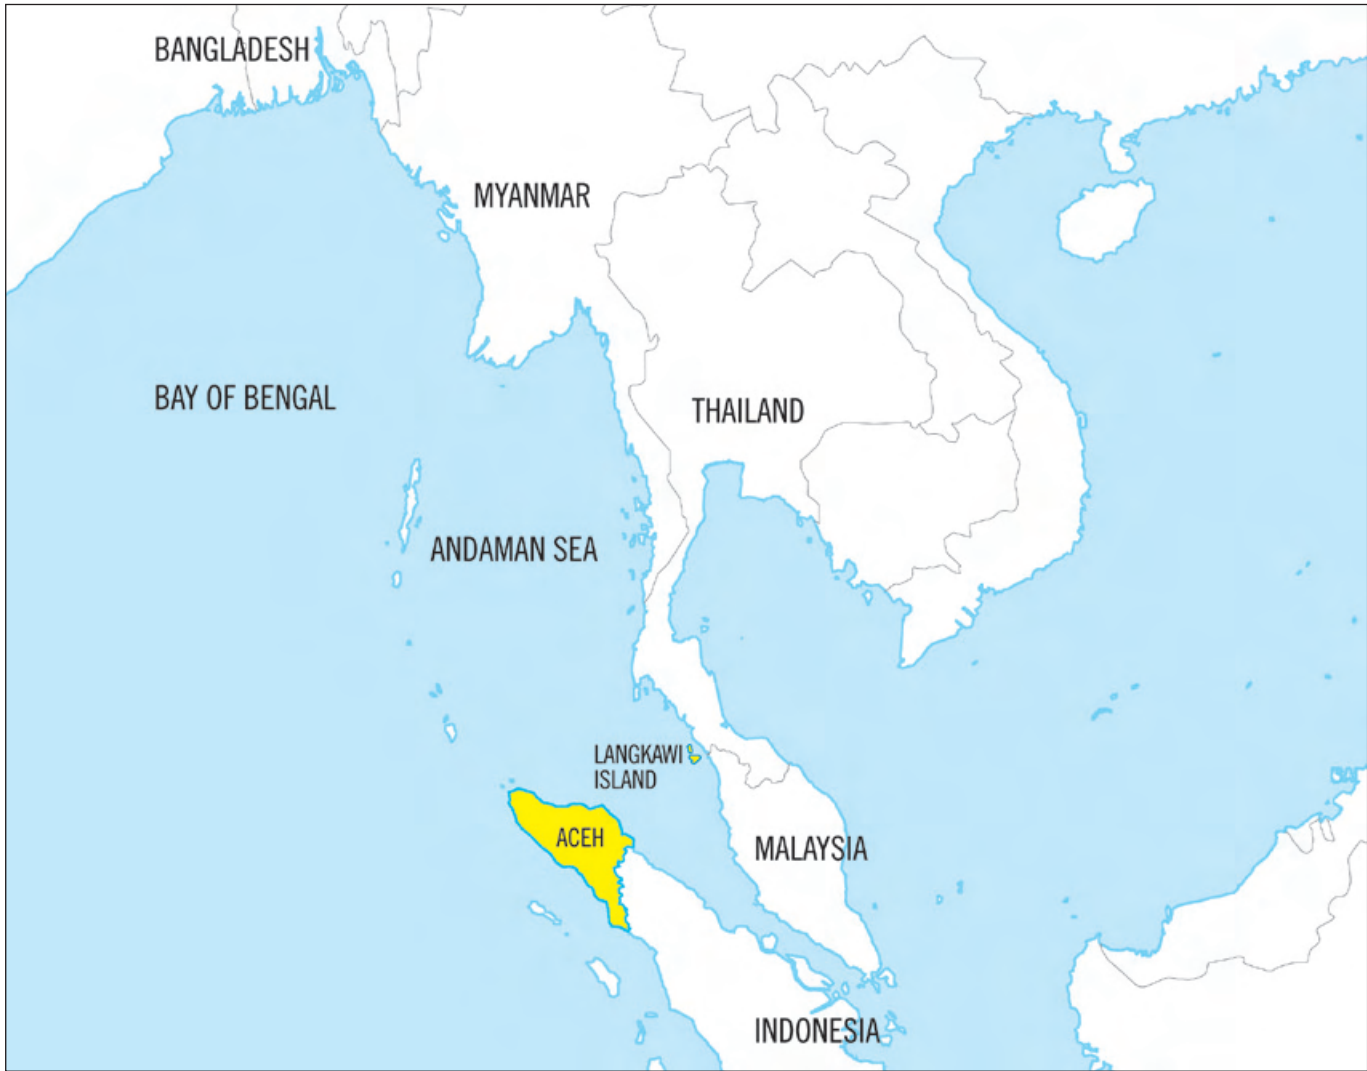 BANGLADESH
MYANMAR
BAY OF BENGAL
THAILAND
ANDAMAN SEA
LANGKAWI
ISLAND
ACEH
MALAYSIA
INDONESIA